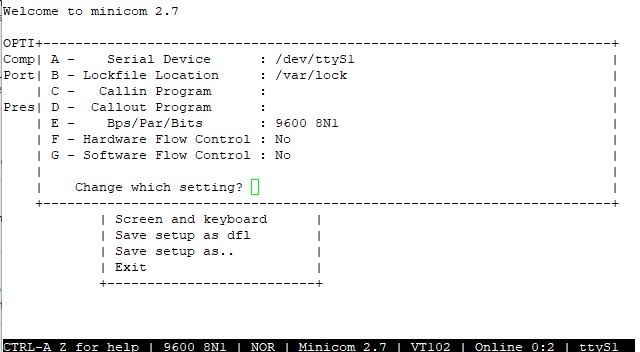 Welcome to minicom 2.7
OPTI+-----------------------------------------------------------------------+
Comp| A -    Serial Device      : /dev/ttyS1                                |
Port| B - Lockfile Location     : /var/lock                                 |
    | C -   Callin Program      :                                           |
Pres| D -  Callout Program      :                                           |
    | E -    Bps/Par/Bits       : 9600 8N1                                  |
    | F - Hardware Flow Control : No                                        |
    | G - Software Flow Control : No                                        |
    |                                                                       |
    |    Change which setting?                                              |
    +-----------------------------------------------------------------------+
            | Screen and keyboard      |
            | Save setup as dfl        |
            | Save setup as..          |
            | Exit                     |
            +--------------------------+
CTRL-A Z for help | 9600 8N1 | NOR | Minicom 2.7 | VT102 | Online 0:2 | ttyS1